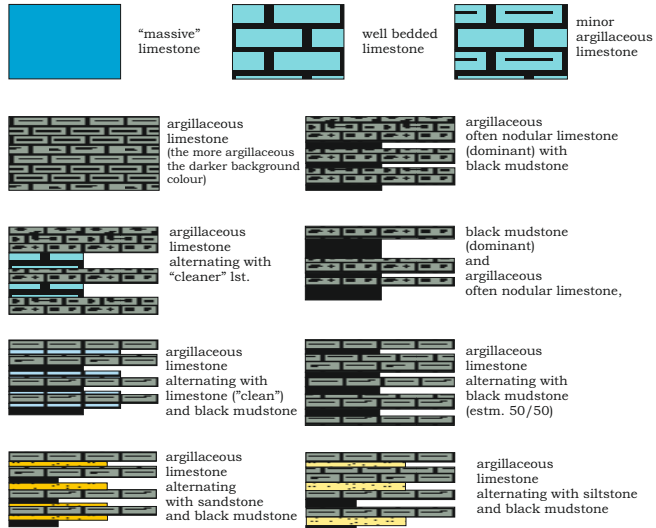 “massive”
limestone
well bedded
limestone
minor
argillaceous
limestone
argillaceous
limestone
(the more argillaceous
the darker background
colour)
argillaceous
often nodular limestone
(dominant) with
black mudstone
argillaceous
limestone
alternating with
“cleaner” lst.
black mudstone
(dominant)
and
argillaceous
often nodular limestone,
argillaceous
limestone
alternating with
limestone (”clean”)
and black mudstone
argillaceous
limestone
alternating with
black mudstone
(estm. 50/50)
argillaceous
limestone
alternating
with sandstone
and black mudstone
argillaceous
limestone
alternating with siltstone
and black mudstone